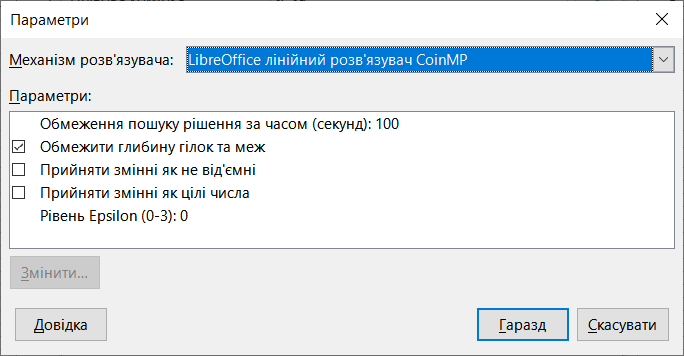 Параметри
Механізм розв'язувача: LibreOffice лінійний розв'язувач CoinMP
Параметри:
Обмеження пошуку рішення за часом (секунд): 100
Обмежити глибину гілок та меж
Прийняти змінні як не від'ємні
Прийняти змінні як цілі числа
Рівень Epsilon (0-3): 0
Змінити...
Довідка Гаразд Скасувати